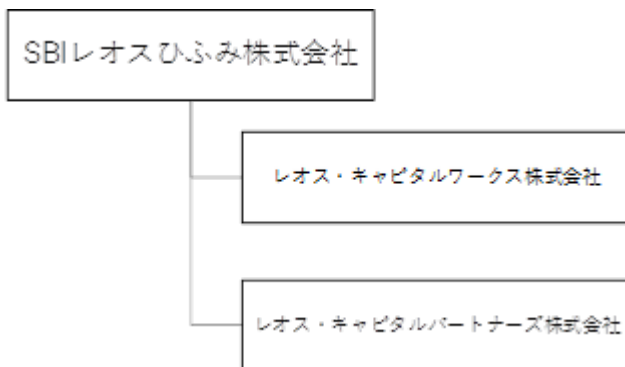 SBIレオスひふみ株式会社
レオス・キャピタルワークス株式会社
レオス・キャピタルパートナーズ株式会社